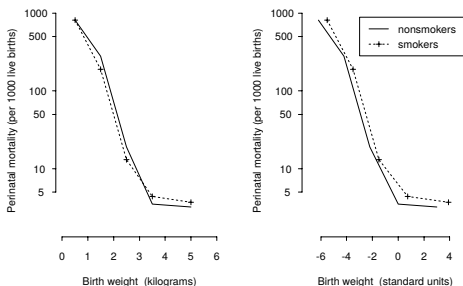 Perinatal mortality (per 1000 live births)
1000
500
100
50
10
5
0 1 2 3 4 5 6
Birth weight (kilograms)
Perinatal mortality (per 1000 live births)
1000
500
100
50
10
5
-6 -4 -2 0 2 4
Birth weight (standard units)
nonsmokers
smokers